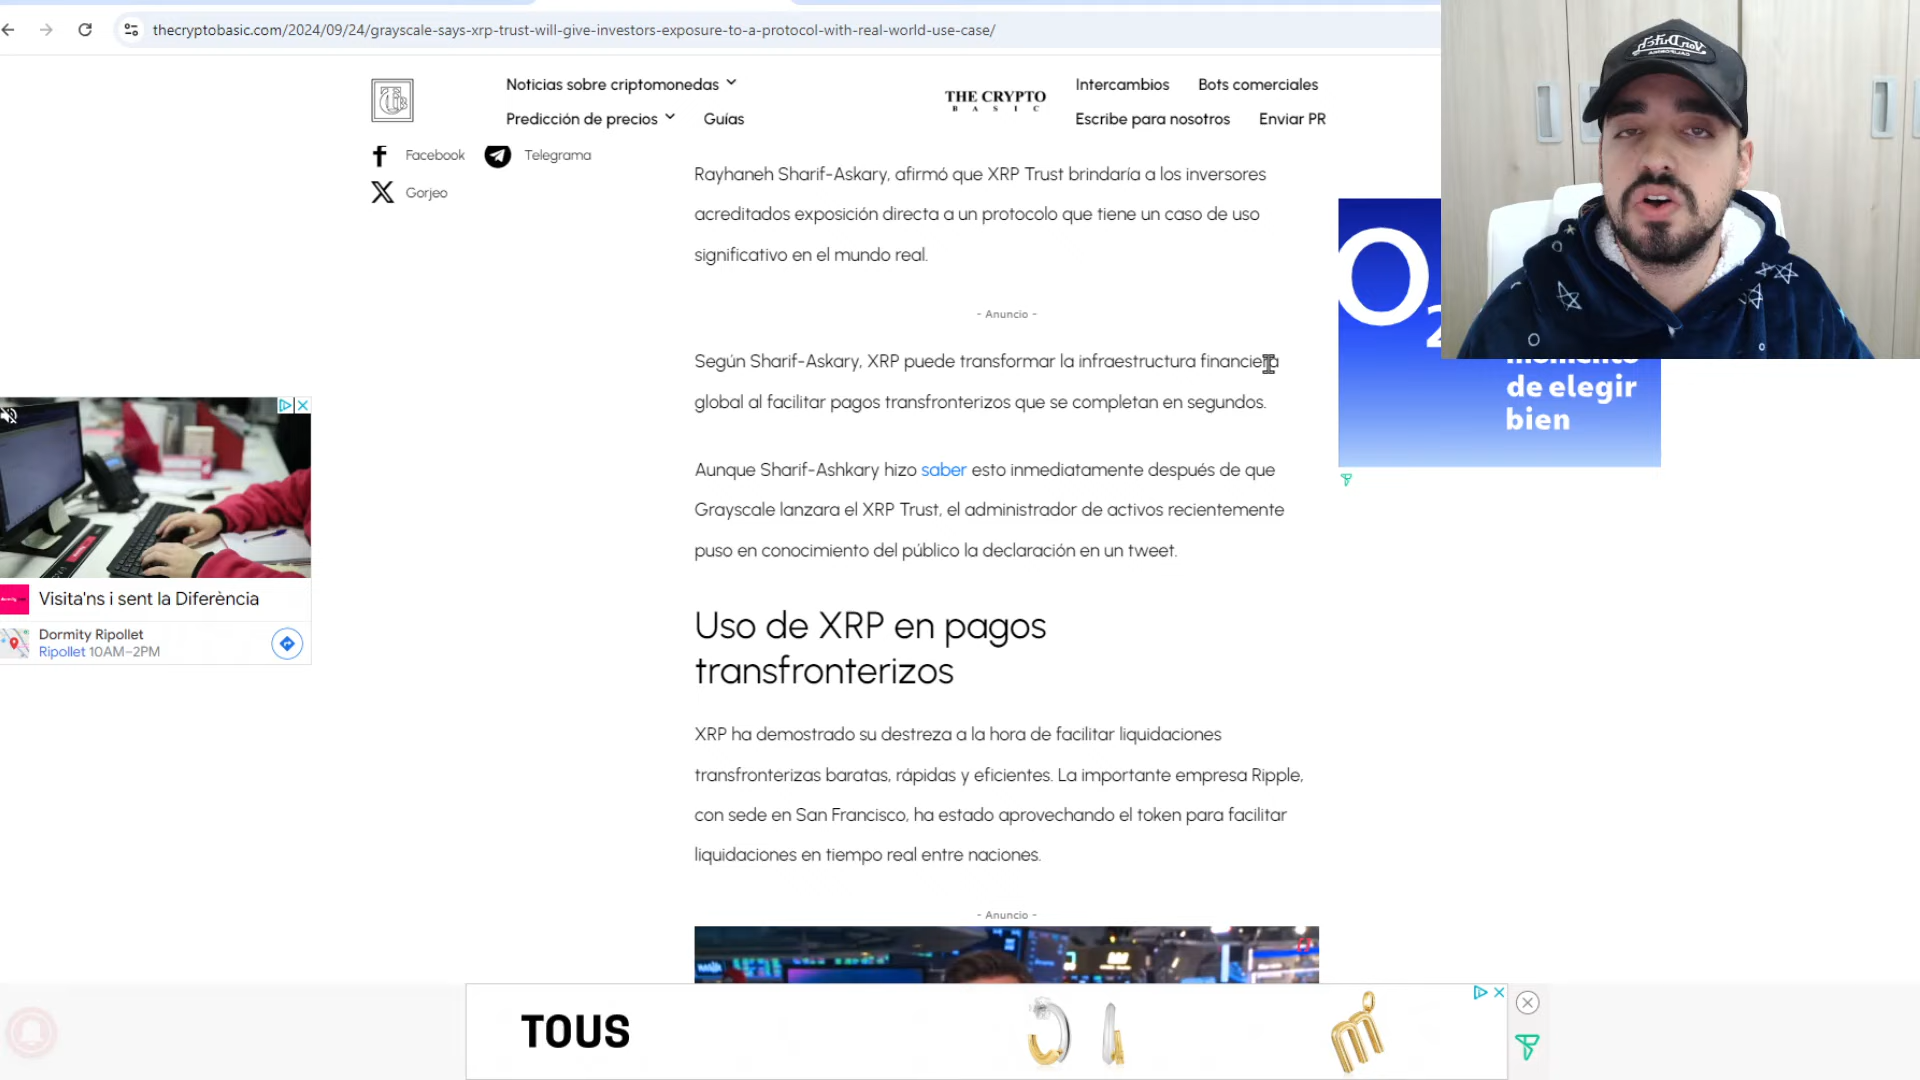 thecryptobasic.com/2024/09/24/grayscale-says-xrp-trust-will-give-investors-exposure-to-a-protocol-with-real-world-use-case/
Noticias sobre criptomonedas
Predicción de precios
Guías
THE CRYPTO
BASIC
Intercambios
Bots comerciales
Escribe para nosotros
Enviar PR
Facebook
Telegrama
Gorjeo
Rayhaneh Sharif-Askary, afirmó que XRP Trust brindaría a los inversores
acreditados exposición directa a un protocolo que tiene un caso de uso
significativo en el mundo real.
- Anuncio -
Según Sharif-Askary, XRP puede transformar la infraestructura financiera
global al facilitar pagos transfronterizos que se completan en segundos.
Aunque Sharif-Ashkary hizo saber esto inmediatamente después de que
Grayscale lanzara el XRP Trust, el administrador de activos recientemente
puso en conocimiento del público la declaración en un tweet.
Uso de XRP en pagos
transfronterizos
XRP ha demostrado su destreza a la hora de facilitar liquidaciones
transfronterizas baratas, rápidas y eficientes. La importante empresa Ripple,
con sede en San Francisco, ha estado aprovechando el token para facilitar
liquidaciones en tiempo real entre naciones.
- Anuncio -
Visita'ns i sent la Diferència
Dormity Ripollet
Ripollet 10AM–2PM
O2
momento
de elegir
bien
Von Dutch
TOUS